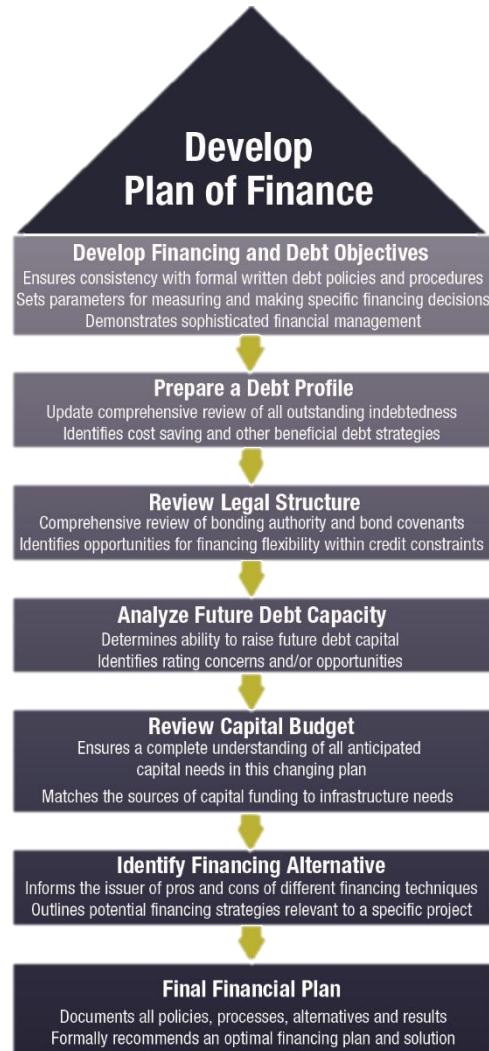 Develop
Plan of Finance
Develop Financing and Debt Objectives
Ensures consistency with formal written debt policies and procedures
Sets parameters for measuring and making specific financing decisions
Demonstrates sophisticated financial management
Prepare a Debt Profile
Update comprehensive review of all outstanding indebtedness
Identifies cost saving and other beneficial debt strategies
Review Legal Structure
Comprehensive review of bonding authority and bond covenants
Identifies opportunities for financing flexibility within credit constraints
Analyze Future Debt Capacity
Determines ability to raise future debt capital
Identifies rating concerns and/or opportunities
Review Capital Budget
Ensures a complete understanding of all anticipated
capital needs in this changing plan
Matches the sources of capital funding to infrastructure needs
Identify Financing Alternative
Informs the issuer of pros and cons of different financing techniques
Outlines potential financing strategies relevant to a specific project
Final Financial Plan
Documents all policies, processes, alternatives and results
Formally recommends an optimal financing plan and solution